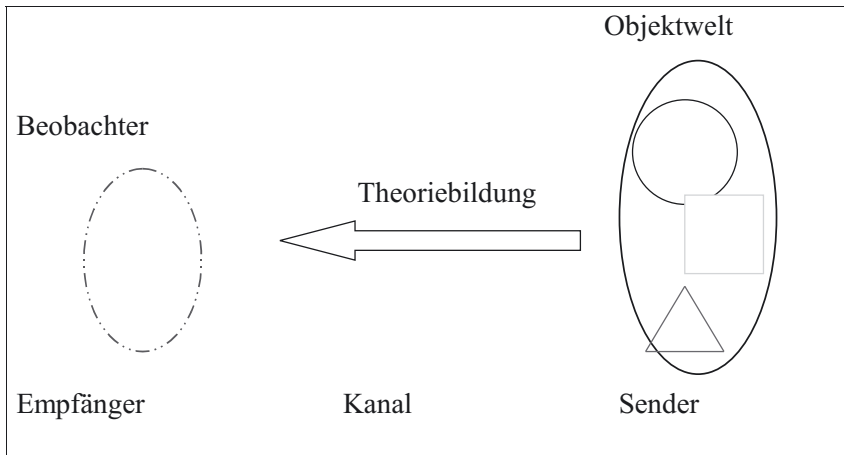 Objektwelt
Beobachter
Theoriebildung
Empfänger
Kanal
Sender